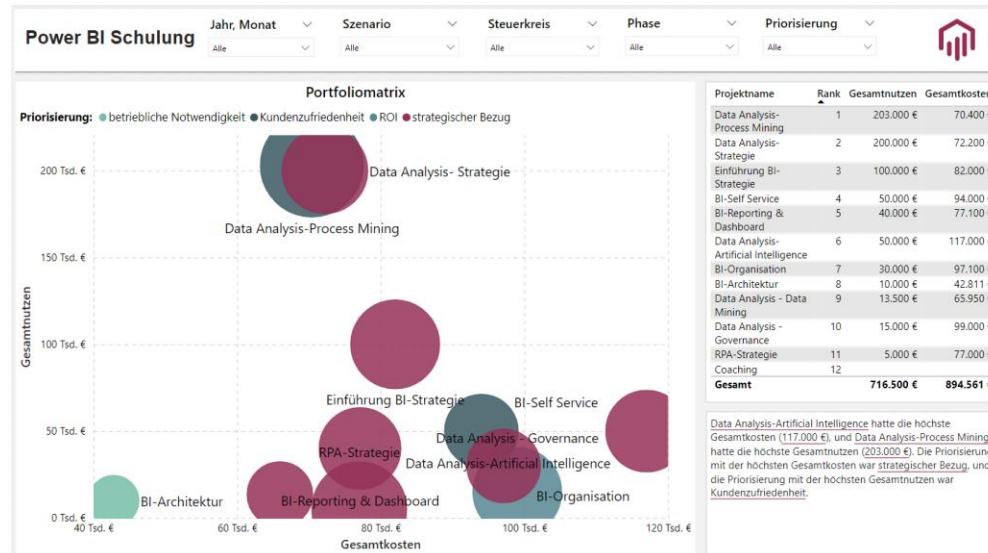 Power BI Schulung
Jahr, Monat
Alle
Szenario
Alle
Steuerkreis
Alle
Phase
Alle
Priorisierung
Alle
Portfoliomatrix
Priorisierung: betriebliche Notwendigkeit Kundenzufriedenheit ROI strategischer Bezug
Gesamtnutzen
200 Tsd. €
150 Tsd. €
100 Tsd. €
50 Tsd. €
0 Tsd. €
Data Analysis- Strategie
Data Analysis-Process Mining
Einführung BI-Strategie
BI-Self Service
Data Analysis - Governance
RPA-Strategie
Data Analysis-Artificial Intelligence
BI-Architektur
BI-Reporting & Dashboard
BI-Organisation
40 Tsd. €
60 Tsd. €
80 Tsd. €
100 Tsd. €
120 Tsd. €
Gesamtkosten
Projektname Rank Gesamtnutzen Gesamtkosten
Data Analysis- 1 203.000 € 70.400
Process Mining
Data Analysis- 2 200.000 € 72.200
Strategie
Einführung BI- 3 100.000 € 82.000
Strategie
BI-Self Service 4 50.000 € 94.000
BI-Reporting & 5 40.000 € 77.100
Dashboard
Data Analysis- 6 50.000 € 117.000
Artificial Intelligence
BI-Organisation 7 30.000 € 97.100
BI-Architektur 8 10.000 € 42.811
Data Analysis - Data 9 13.500 € 65.950
Mining
Data Analysis - 10 15.000 € 99.000
Governance
RPA-Strategie 11 5.000 € 77.000
Coaching 12
Gesamt 716.500 € 894.561
Data Analysis-Artificial Intelligence hatte die höchste
Gesamtkosten (117.000 €), und Data Analysis-Process Mining
hatte die höchste Gesamtnutzen (203.000 €). Die Priorisierung
mit der höchsten Gesamtkosten war strategischer Bezug, und
die Priorisierung mit der höchsten Gesamtnutzen war
Kundenzufriedenheit.